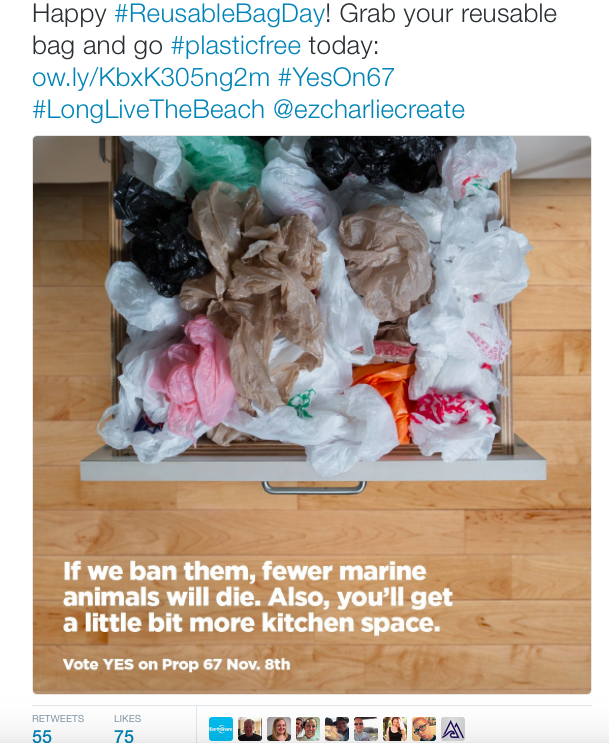 Happy #ReusableBagDay! Grab your reusable
bag and go #plasticfree today:
ow.ly/KbxK305ng2m #YesOn67
#LongLiveTheBeach @ezcharliecreate
If we ban them, fewer marine
animals will die. Also, you'll get
a little bit more kitchen space.
Vote YES on Prop 67 Nov. 8th
RETWEETS LIKES
55 75
EarthShare